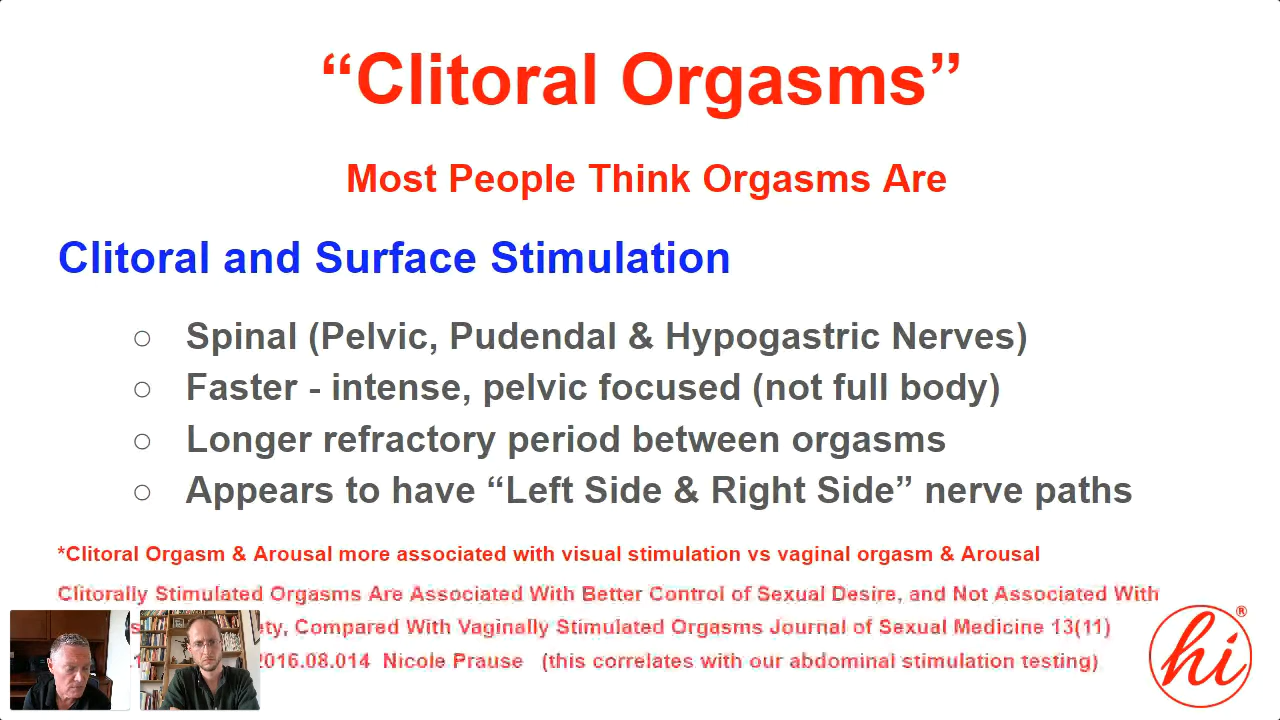 “Clitoral Orgasms”
Most People Think Orgasms Are
Clitoral and Surface Stimulation
○ Spinal (Pelvic, Pudendal & Hypogastric Nerves)
○ Faster - intense, pelvic focused (not full body)
○ Longer refractory period between orgasms
○ Appears to have “Left Side & Right Side” nerve paths
*Clitoral Orgasm & Arousal more associated with visual stimulation vs vaginal orgasm & Arousal
Clitorally Stimulated Orgasms Are Associated With Better Control of Sexual Desire, and Not Associated With
ty, Compared With Vaginally Stimulated Orgasms Journal of Sexual Medicine 13(11)
2016.08.014 Nicole Prause (this correlates with our abdominal stimulation testing)
hi®